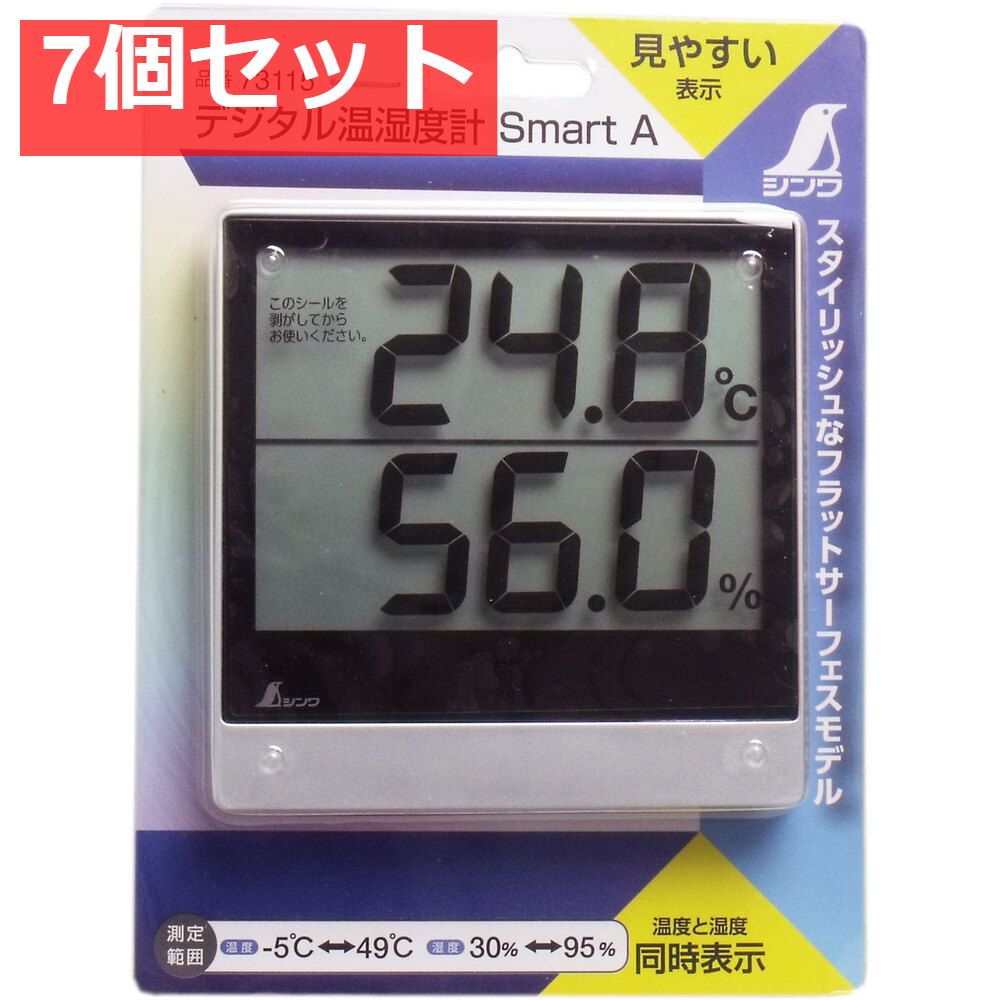 7個セット
品番 73115
デジタル温湿度計 Smart A
見やすい
表示
シンワ
スタイリッシュなフラットサーフェスモデル
このシールを
剥がしてから
お使いください。
24.8℃
56.0%
シンワ
測定
範囲
温度 -5℃↔49℃ 湿度 30%↔95%
温度と湿度
同時表示